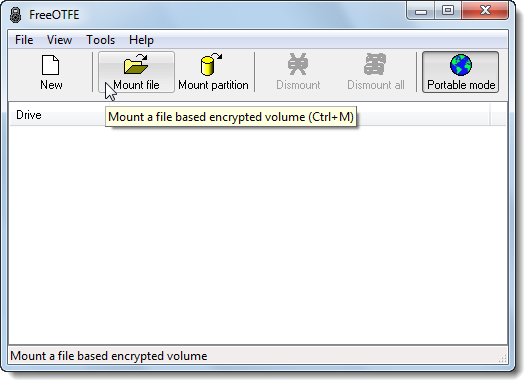 FreeOTFE
File View Tools Help
New Mount file Mount partition Dismount Dismount all Portable mode
Drive
Mount a file based encrypted volume (Ctrl+M)
Mount a file based encrypted volume